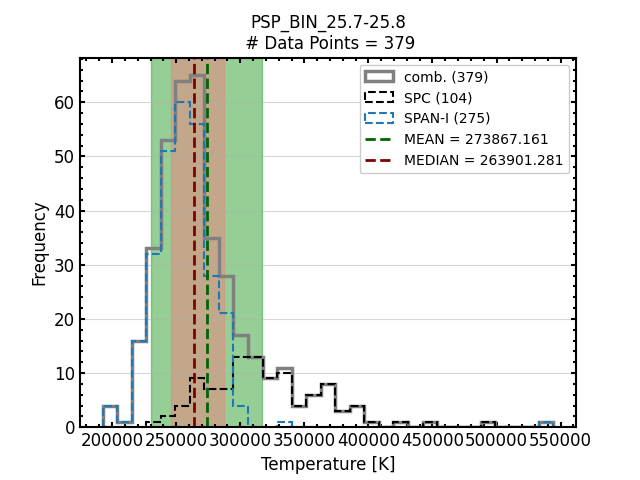 PSP_BIN_25.7-25.8
# Data Points = 379
comb. (379)
SPC (104)
SPAN-I (275)
MEAN = 273867.161
MEDIAN = 263901.281
Frequency
60
50
40
30
20
10
0
200000 250000 300000 350000 400000 450000 500000 550000
Temperature [K]